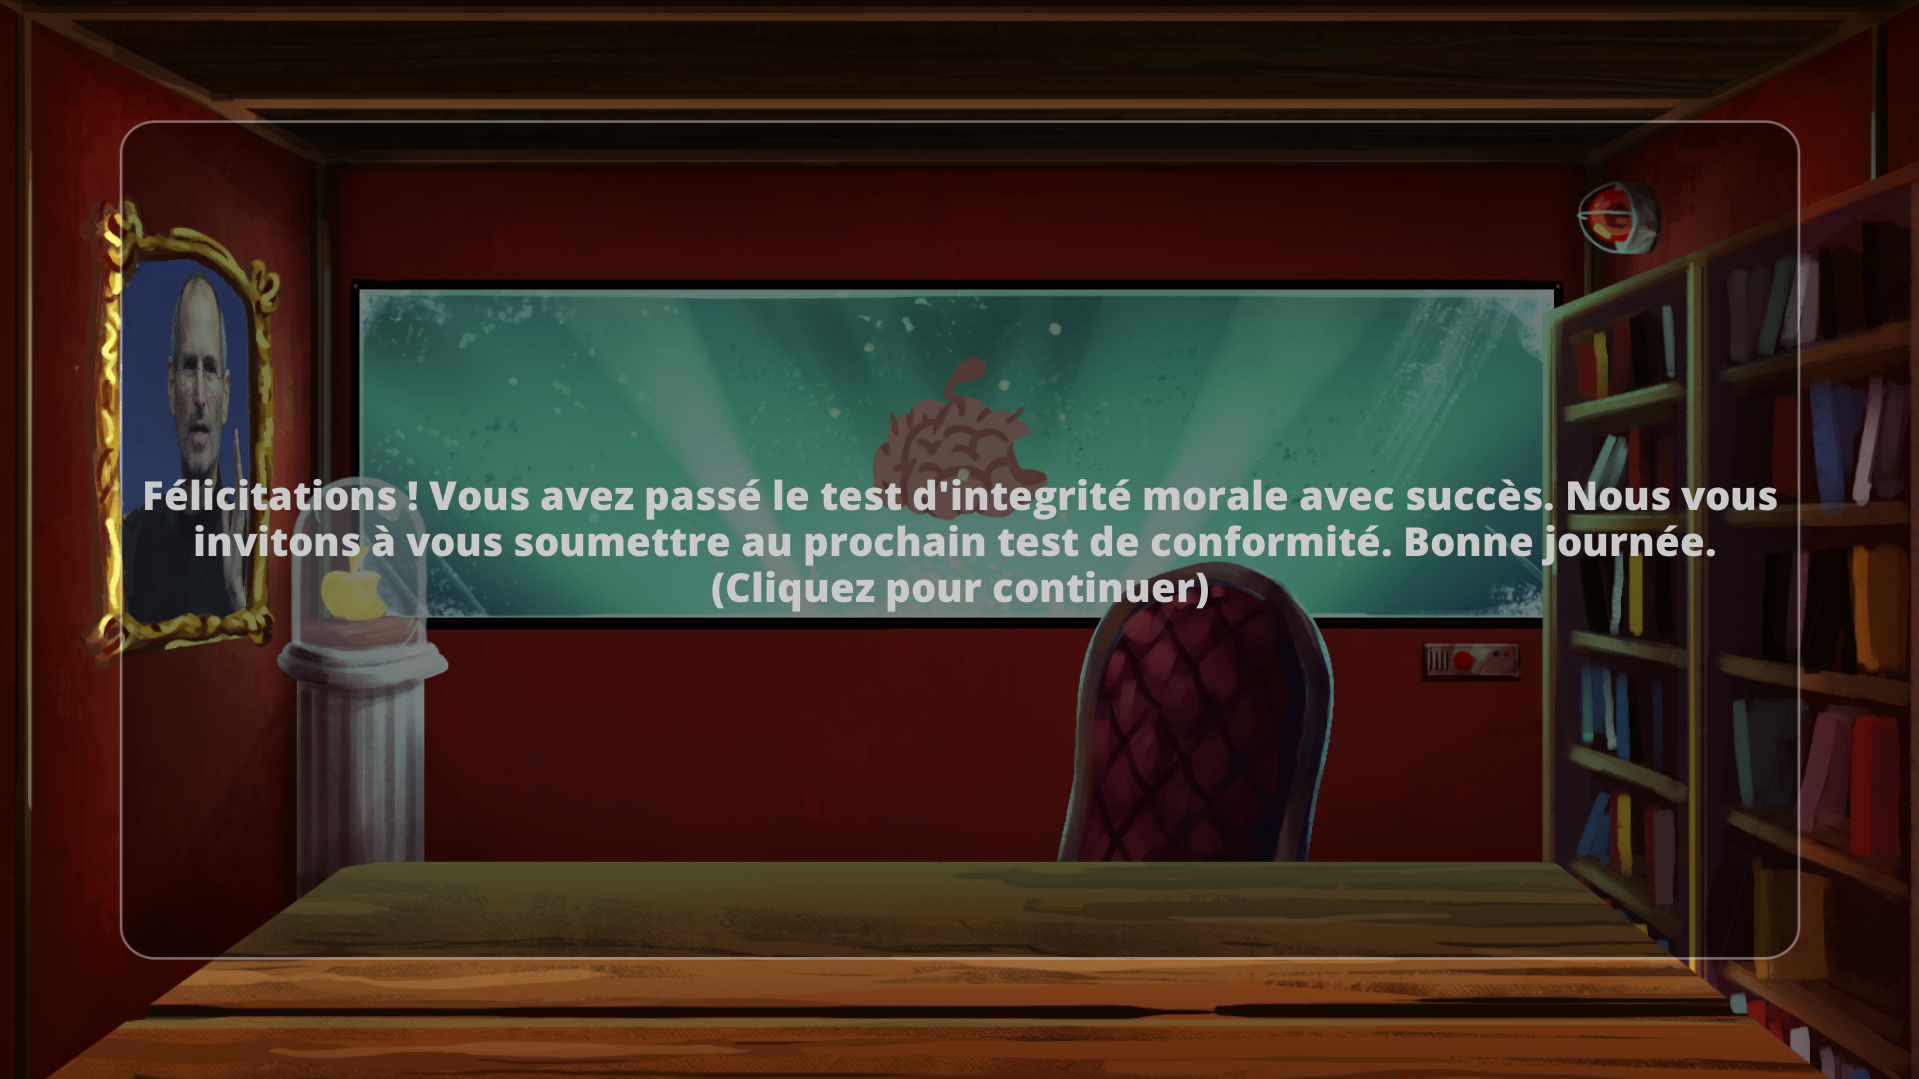 Félicitations ! Vous avez passé le test d'integrité morale avec succès. Nous vous
invitons à vous soumettre au prochain test de conformité. Bonne journée.
(Cliquez pour continuer)